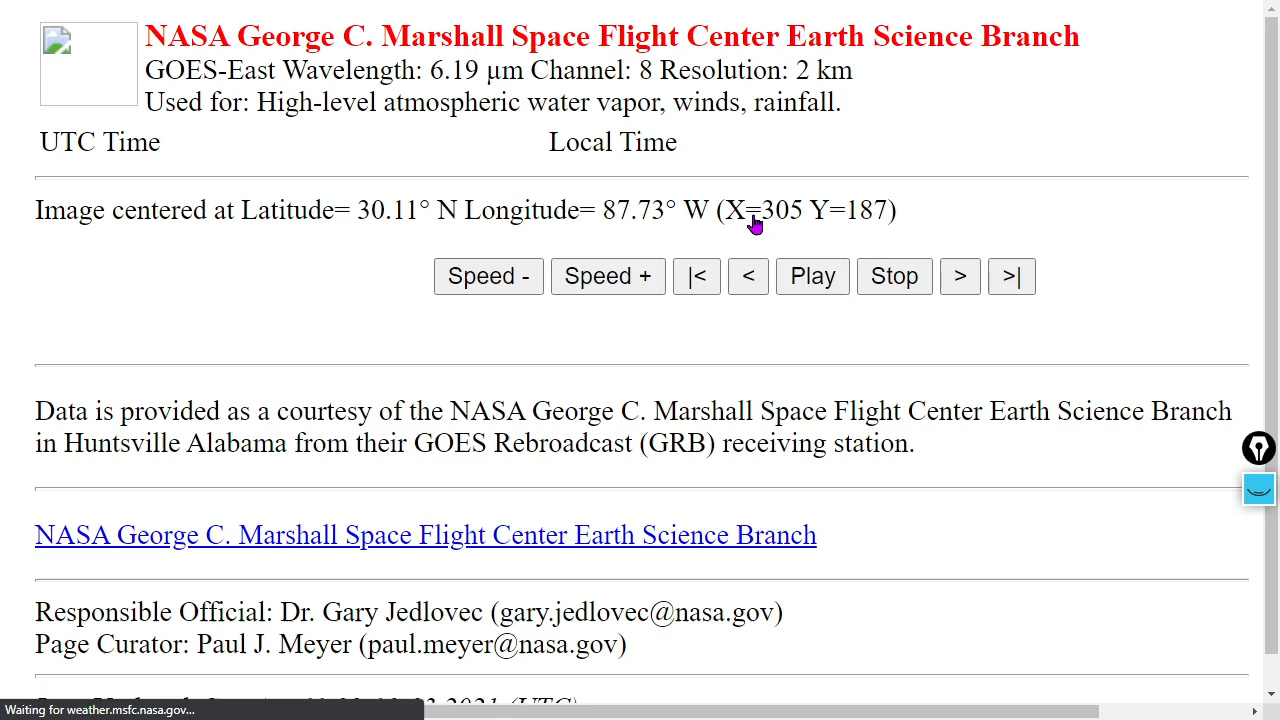 NASA George C. Marshall Space Flight Center Earth Science Branch
GOES-East Wavelength: 6.19 µm Channel: 8 Resolution: 2 km
Used for: High-level atmospheric water vapor, winds, rainfall.
UTC Time Local Time
Image centered at Latitude= 30.11° N Longitude= 87.73° W (X=305 Y=187)
Speed - Speed + |< < Play Stop > >|
Data is provided as a courtesy of the NASA George C. Marshall Space Flight Center Earth Science Branch
in Huntsville Alabama from their GOES Rebroadcast (GRB) receiving station.
NASA George C. Marshall Space Flight Center Earth Science Branch
Responsible Official: Dr. Gary Jedlovec (gary.jedlovec@nasa.gov)
Page Curator: Paul J. Meyer (paul.meyer@nasa.gov)
2021 (UTC)
Waiting for weather.msfc.nasa.gov...